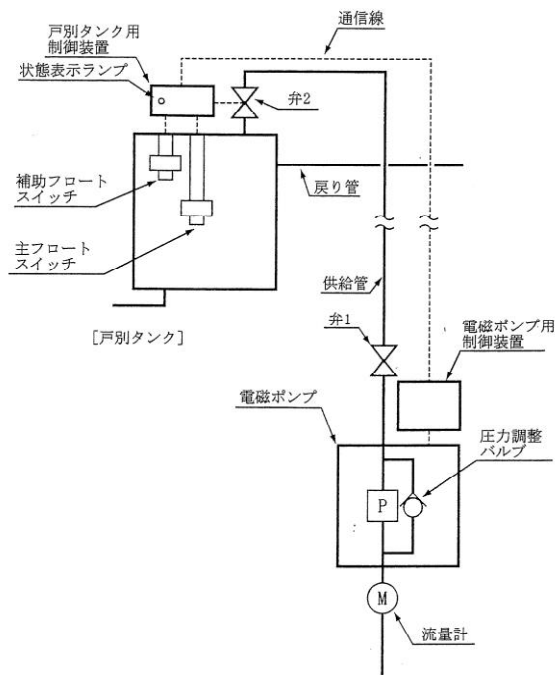 戸別タンク用
制御装置
状態表示ランプ
通信線
弁2
補助フロート
スイッチ
戻り管
主フロート
スイッチ
供給管
[戸別タンク]
弁1
電磁ポンプ用
制御装置
電磁ポンプ
圧力調整
バルブ
P
M
流量計